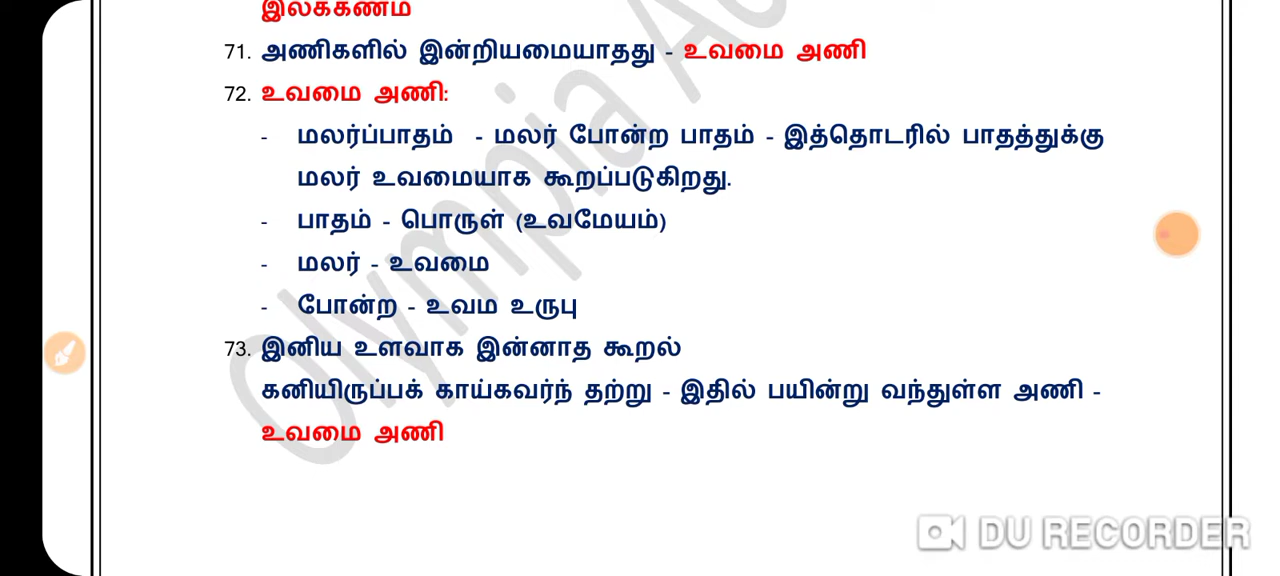 இலக்கணம்
71. அணிகளில் இன்றியமையாதது - உவமை அணி
72. உவமை அணி:
- மலர்ப்பாதம் - மலர் போன்ற பாதம் - இத்தொடரில் பாதத்துக்கு
மலர் உவமையாக கூறப்படுகிறது.
- பாதம் - பொருள் (உவமேயம்)
- மலர் - உவமை
- போன்ற - உவம உருபு
73. இனிய உளவாக இன்னாத கூறல்
கனியிருப்பக் காய்கவர்ந் தற்று - இதில் பயின்று வந்துள்ள அணி -
உவமை அணி
Olympia
DU RECORDER